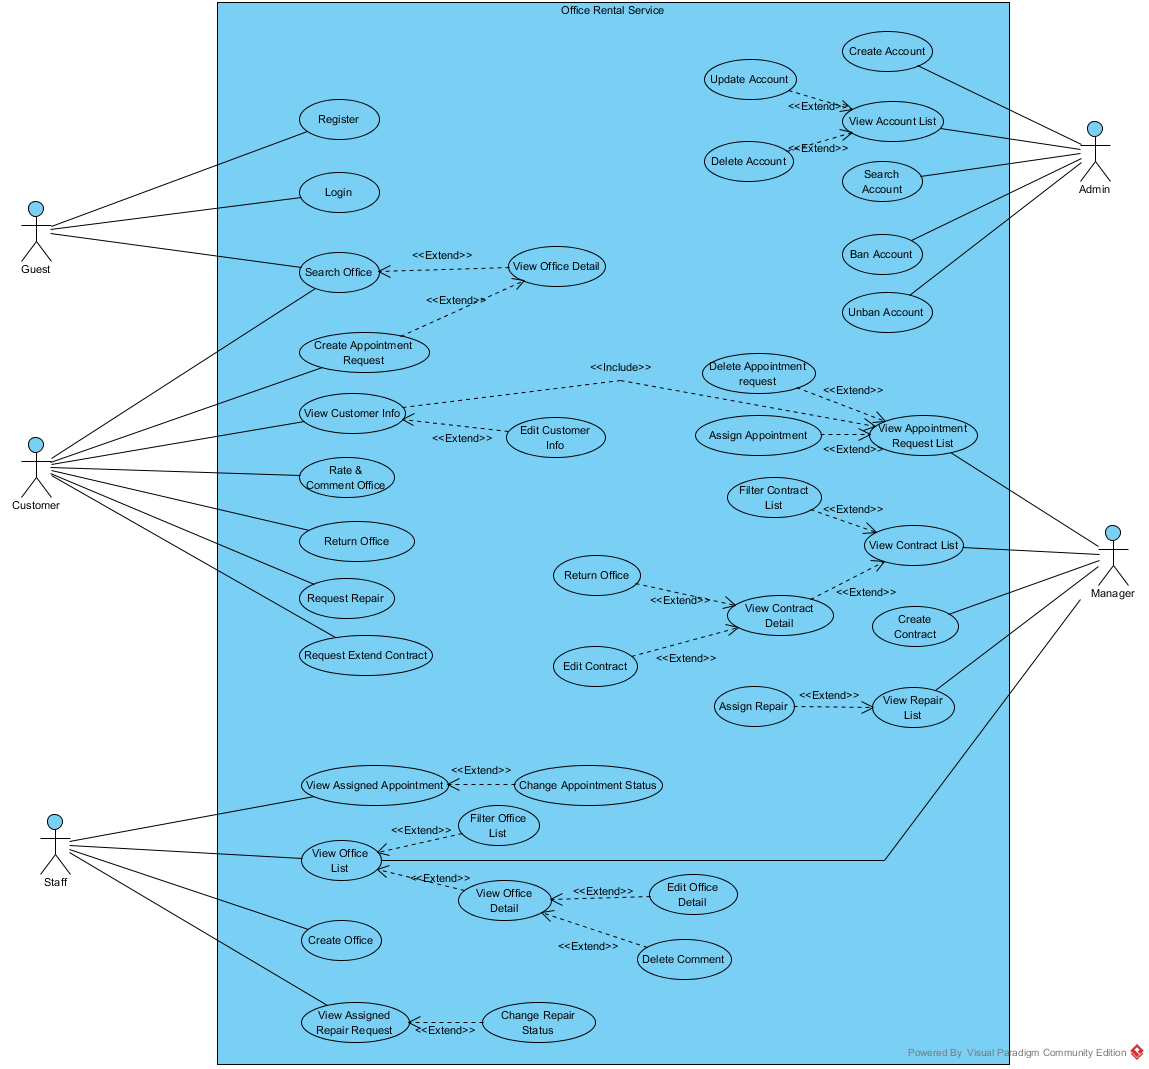 Office Rental Service
Create Account
Update Account
<<Extend>>
View Account List
<<Extend>>
Delete Account
Search
Account
Admin
Ban Account
Unban Account
Register
Login
Guest
Search Office
<<Extend>>
View Office Detail
<<Extend>>
Create Appointment
Request
<<Include>>
View Customer Info
<<Extend>>
Edit Customer
Info
Customer
Rate &
Comment Office
Return Office
Request Repair
Request Extend Contract
Delete Appointment
request
<<Extend>>
Assign Appointment
<<Extend>>
View Appointment
Request List
Filter Contract
List
<<Extend>>
View Contract List
Return Office
<<Extend>>
<<Extend>>
View Contract
Detail
Manager
Create
Contract
Edit Contract
<<Extend>>
Assign Repair
<<Extend>>
View Repair
List
View Assigned Appointment
<<Extend>>
Change Appointment Status
Staff
Filter Office
List
<<Extend>>
View Office
List
<<Extend>>
View Office
Detail
<<Extend>>
Edit Office
Detail
<<Extend>>
Delete Comment
Create Office
View Assigned
Repair Request
<<Extend>>
Change Repair
Status
Powered By Visual Paradigm Community Edition